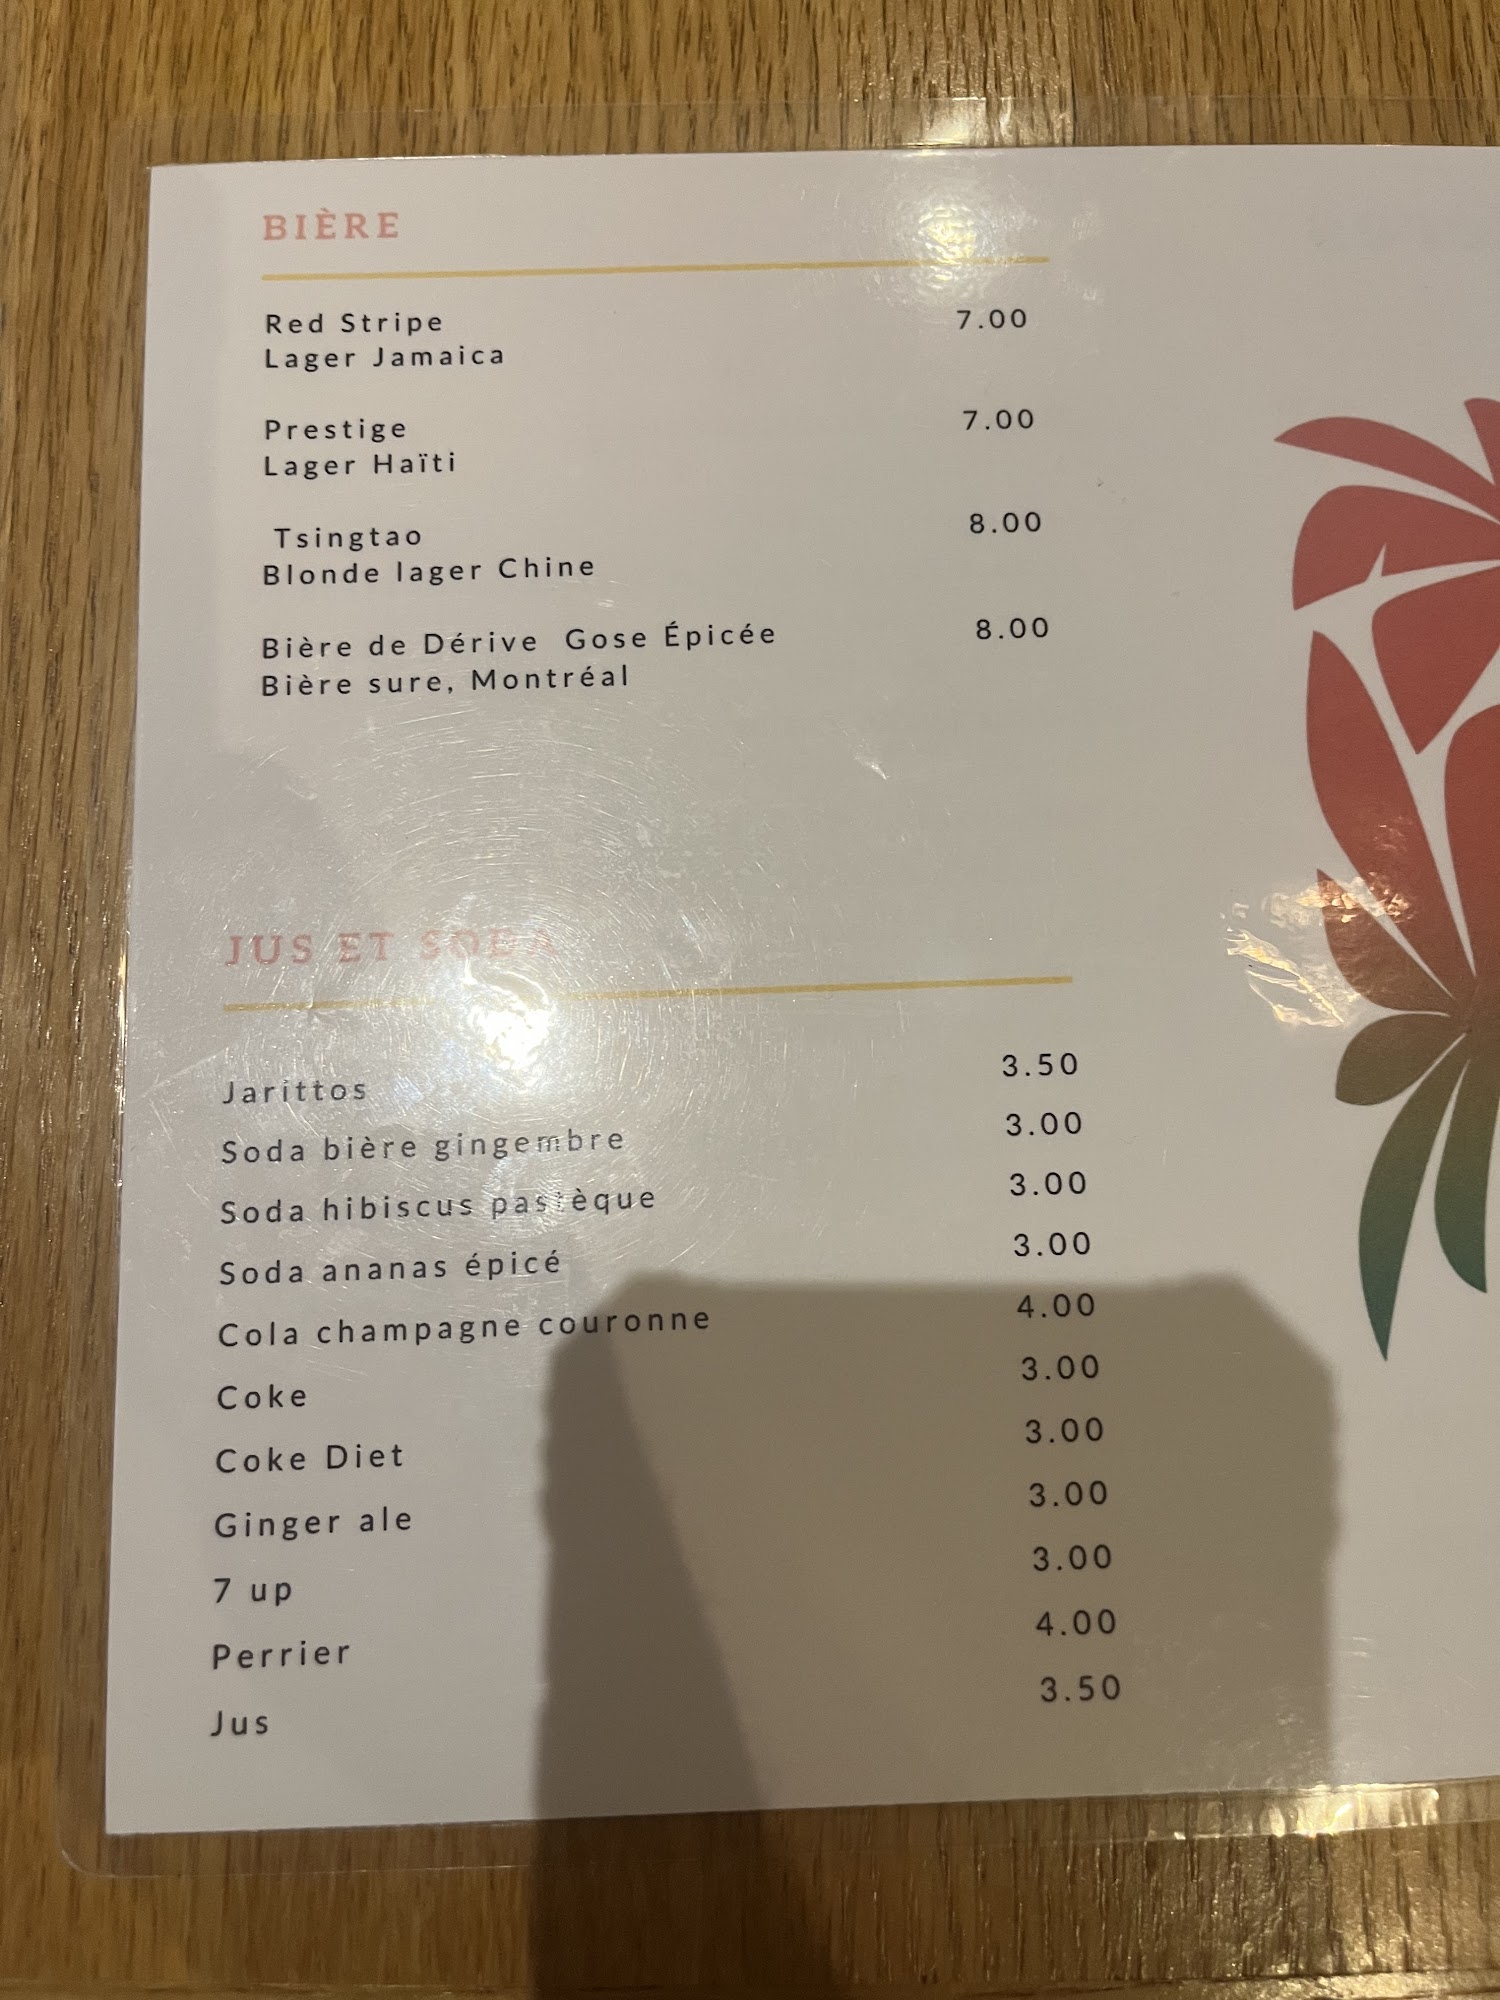 BIÈRE
Red Stripe 7.00
Lager Jamaica
Prestige 7.00
Lager Haïti
Tsingtao 8.00
Blonde lager Chine
Bière de Dérive Gose Épicée 8.00
Bière sure, Montréal
JUS ET SODA
Jarittos 3.50
Soda bière gingembre 3.00
Soda hibiscus pastèque 3.00
Soda ananas épicé 3.00
Cola champagne couronne 4.00
Coke 3.00
Coke Diet 3.00
Ginger ale 3.00
7 up 3.00
Perrier 4.00
Jus 3.50